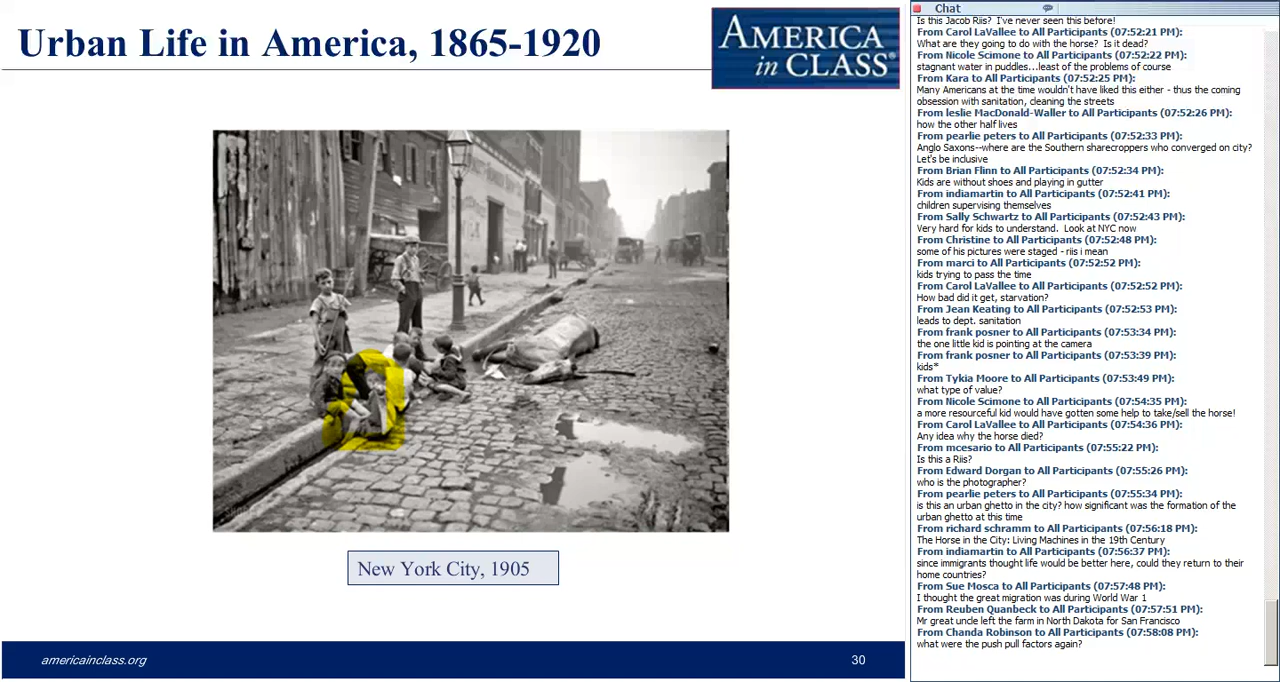 Urban Life in America, 1865-1920
AMERICA
in CLASS®
New York City, 1905
americainclass.org
30
Chat
Is this Jacob Riis? I've never seen this before!
From Carol LaVallee to All Participants (07:52:21 PM):
What are they going to do with the horse? Is it dead?
From Nicole Scimone to All Participants (07:52:22 PM):
stagnant water in puddles...least of the problems of course
From Kara to All Participants (07:52:25 PM):
Many Americans at the time wouldn't have liked this either - thus the coming
obsession with sanitation, cleaning the streets
From leslie MacDonald-Waller to All Participants (07:52:26 PM):
how the other half lives
From pearlie peters to All Participants (07:52:33 PM):
Anglo Saxons--where are the Southern sharecroppers who converged on city?
Let's be inclusive
From Brian Flinn to All Participants (07:52:34 PM):
Kids are without shoes and playing in gutter
From indiamartin to All Participants (07:52:41 PM):
children supervising themselves
From Sally Schwartz to All Participants (07:52:43 PM):
Very hard for kids to understand. Look at NYC now
From Christine to All Participants (07:52:48 PM):
some of his pictures were staged - riis i mean
From marci to All Participants (07:52:52 PM):
kids trying to pass the time
From Carol LaVallee to All Participants (07:52:52 PM):
How bad did it get, starvation?
From Jean Keating to All Participants (07:52:53 PM):
leads to dept. sanitation
From frank posner to All Participants (07:53:34 PM):
the one little kid is pointing at the camera
From frank posner to All Participants (07:53:39 PM):
kids*
From Tykia Moore to All Participants (07:53:49 PM):
what type of value?
From Nicole Scimone to All Participants (07:54:35 PM):
a more resourceful kid would have gotten some help to take/sell the horse!
From Carol LaVallee to All Participants (07:54:36 PM):
Any idea why the horse died?
From mcesario to All Participants (07:55:22 PM):
Is this a Riis?
From Edward Dorgan to All Participants (07:55:26 PM):
who is the photographer?
From pearlie peters to All Participants (07:55:34 PM):
is this an urban ghetto in the city? how significant was the formation of the
urban ghetto at this time
From richard schramm to All Participants (07:56:18 PM):
The Horse in the City: Living Machines in the 19th Century
From indiamartin to All Participants (07:56:37 PM):
since immigrants thought life would be better here, could they return to their
home countries?
From Sue Mosca to All Participants (07:57:48 PM):
I thought the great migration was during World War 1
From Reuben Quanbeck to All Participants (07:57:51 PM):
Mr great uncle left the farm in North Dakota for San Francisco
From Chanda Robinson to All Participants (07:58:08 PM):
what were the push pull factors again?